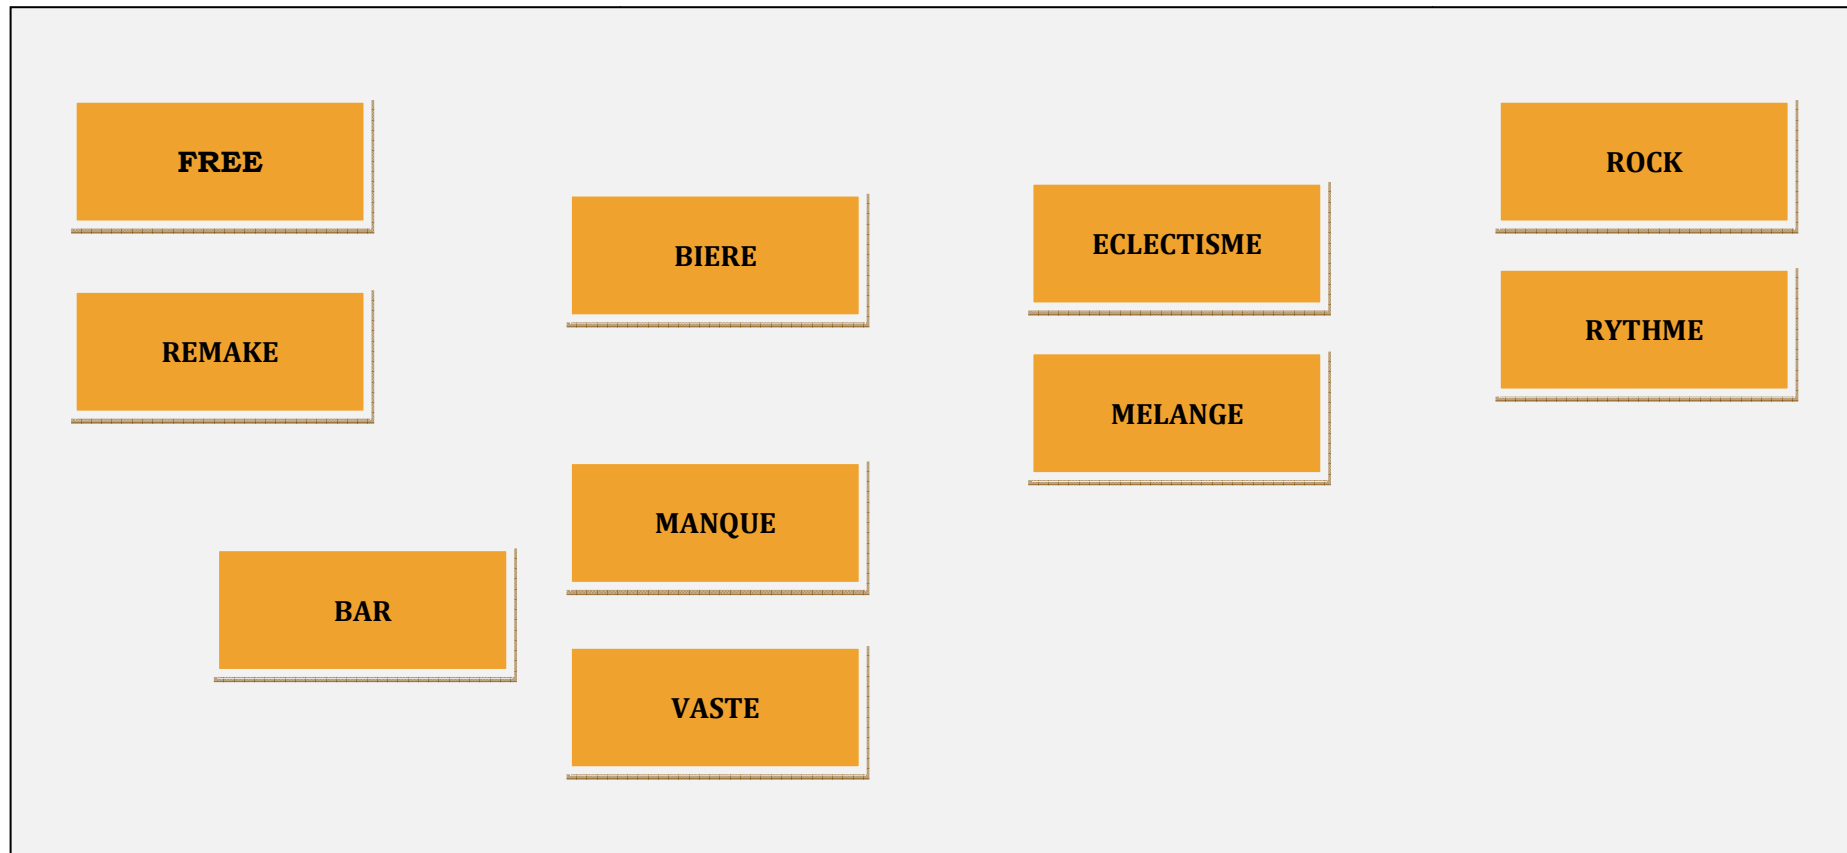 FREE
REMAKE
BAR
BIERE
MANQUE
VASTE
ECLECTISME
MELANGE
ROCK
RYTHME